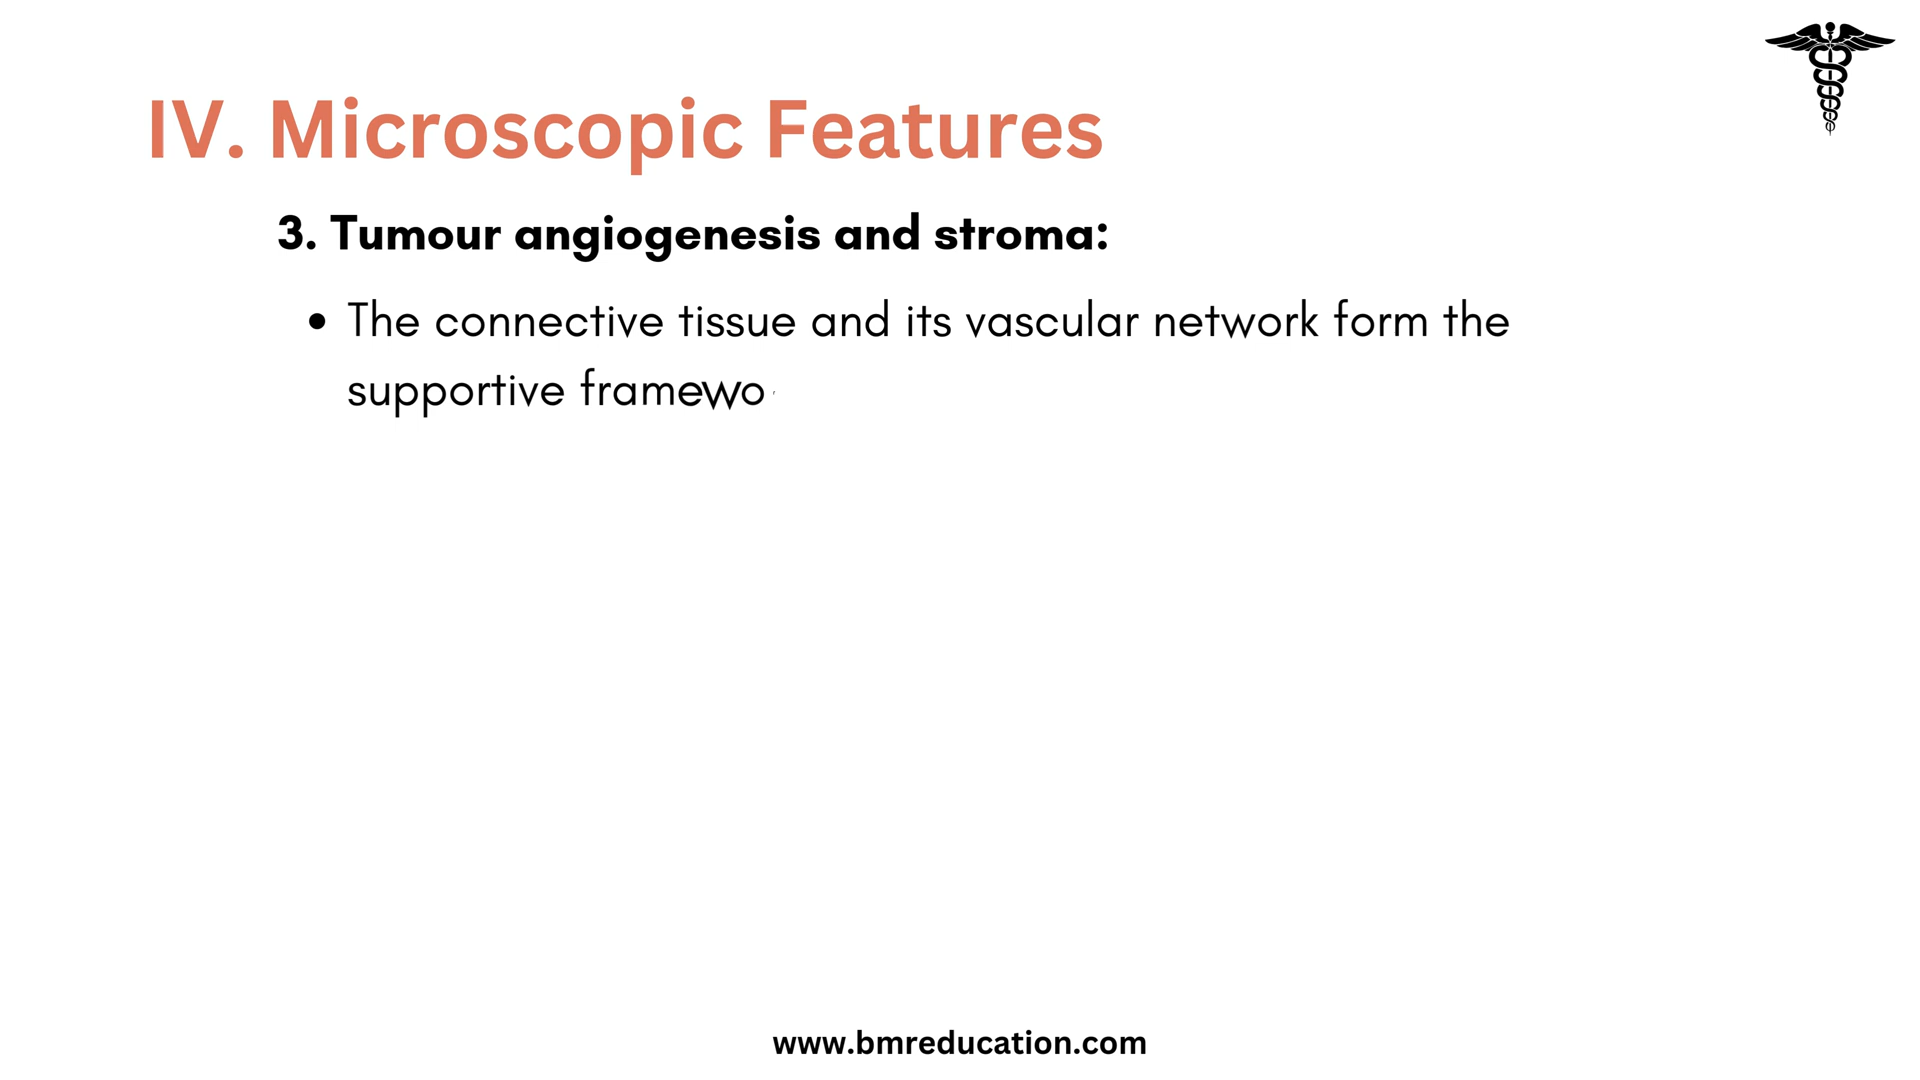 IV. Microscopic Features
3. Tumour angiogenesis and stroma:
• The connective tissue and its vascular network form the
supportive framewo
www.bmreducation.com